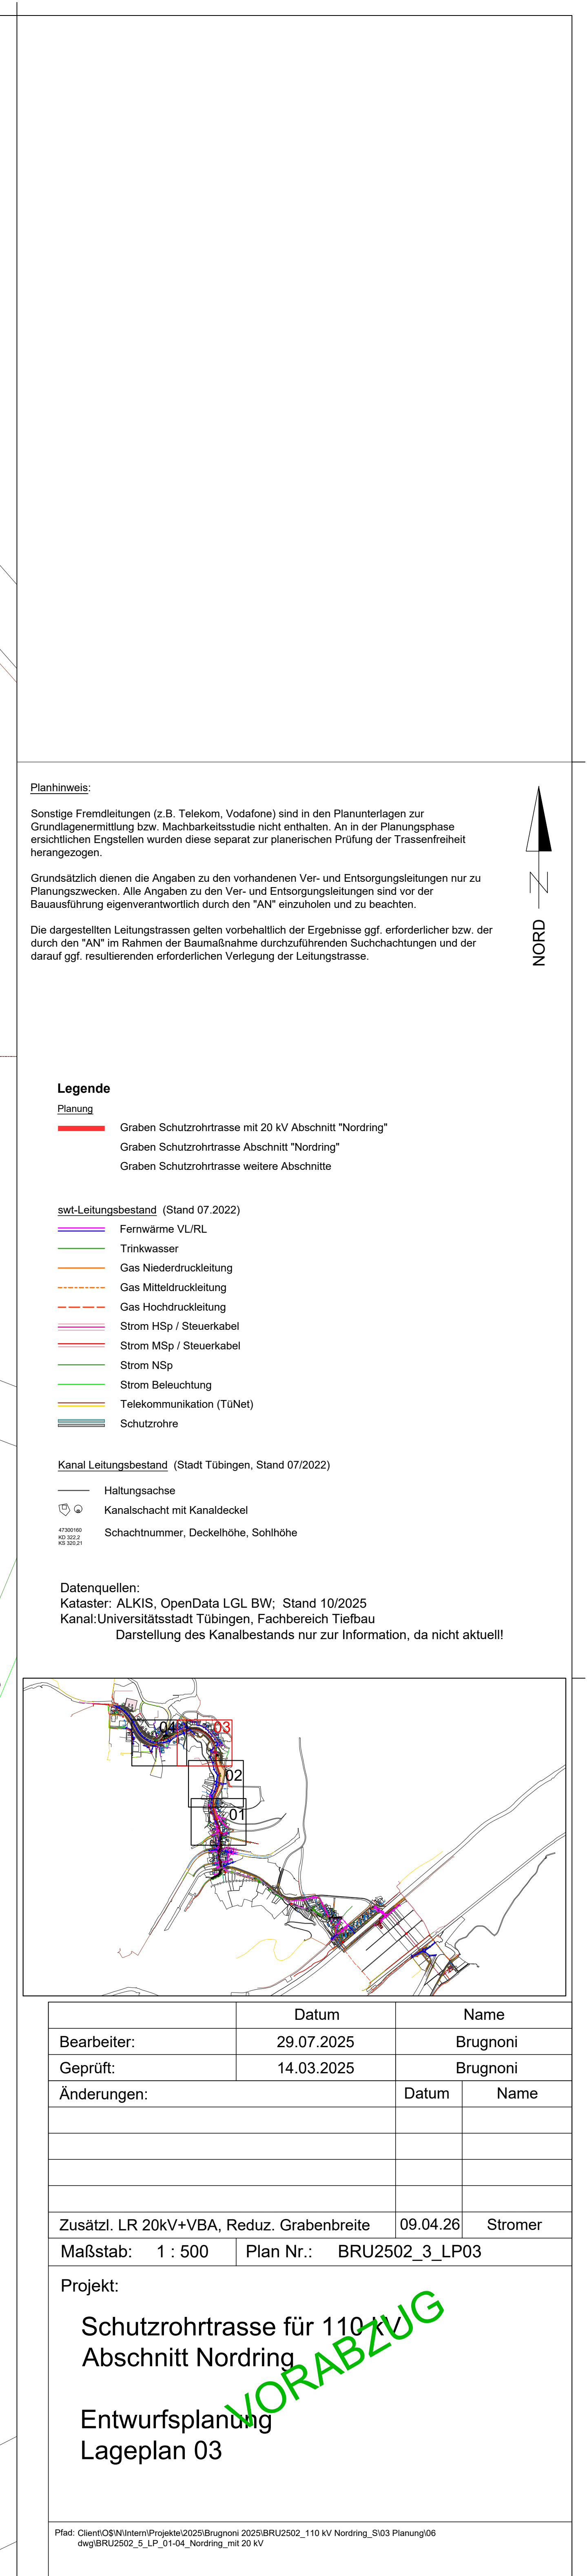 Planhinweis:
Sonstige Fremdleitungen (z.B. Telekom, Vodafone) sind in den Planunterlagen zur
Grundlagenermittlung bzw. Machbarkeitsstudie nicht enthalten. An in der Planungsphase
ersichtlichen Engstellen wurden diese separat zur planerischen Prüfung der Trassenfreiheit
herangezogen.
Grundsätzlich dienen die Angaben zu den vorhandenen Ver- und Entsorgungsleitungen nur zu
Planungszwecken. Alle Angaben zu den Ver- und Entsorgungsleitungen sind vor der
Bauausführung eigenverantwortlich durch den "AN" einzuholen und zu beachten.
Die dargestellten Leitungstrassen gelten vorbehaltlich der Ergebnisse ggf. erforderlicher bzw. der
durch den "AN" im Rahmen der Baumaßnahme durchzuführenden Suchschachtungen und der
darauf ggf. resultierenden erforderlichen Verlegung der Leitungstrasse.
N
NORD
Legende
Planung
Graben Schutzrohrtrasse mit 20 kV Abschnitt "Nordring"
Graben Schutzrohrtrasse Abschnitt "Nordring"
Graben Schutzrohrtrasse weitere Abschnitte
swt-Leitungsbestand (Stand 07.2022)
Fernwärme VL/RL
Trinkwasser
Gas Niederdruckleitung
Gas Mitteldruckleitung
Gas Hochdruckleitung
Strom HSp / Steuerkabel
Strom MSp / Steuerkabel
Strom NSp
Strom Beleuchtung
Telekommunikation (TüNet)
Schutzrohre
Kanal Leitungsbestand (Stadt Tübingen, Stand 07/2022)
Haltungsachse
Kanalschacht mit Kanaldeckel
47300160
KD 322,2
KS 320,21
Schachtnummer, Deckelhöhe, Sohlhöhe
Datenquellen:
Kataster: ALKIS, OpenData LGL BW; Stand 10/2025
Kanal:Universitätsstadt Tübingen, Fachbereich Tiefbau
Darstellung des Kanalbestands nur zur Information, da nicht aktuell!
04 03
02
01
Datum Name
Bearbeiter: 29.07.2025 Brugnoni
Geprüft: 14.03.2025 Brugnoni
Änderungen: Datum Name
Zusätzl. LR 20kV+VBA, Reduz. Grabenbreite 09.04.26 Stromer
Maßstab: 1 : 500 Plan Nr.: BRU2502_3_LP03
Projekt:
Schutzrohrtrasse für 110 kV
Abschnitt Nordring
VORABZUG
Entwurfsplanung
Lageplan 03
Pfad: Client\O$\N\Intern\Projekte\2025\Brugnoni 2025\BRU2502_110 kV Nordring_S\03 Planung\06
dwg\BRU2502_5_LP_01-04_Nordring_mit 20 kV